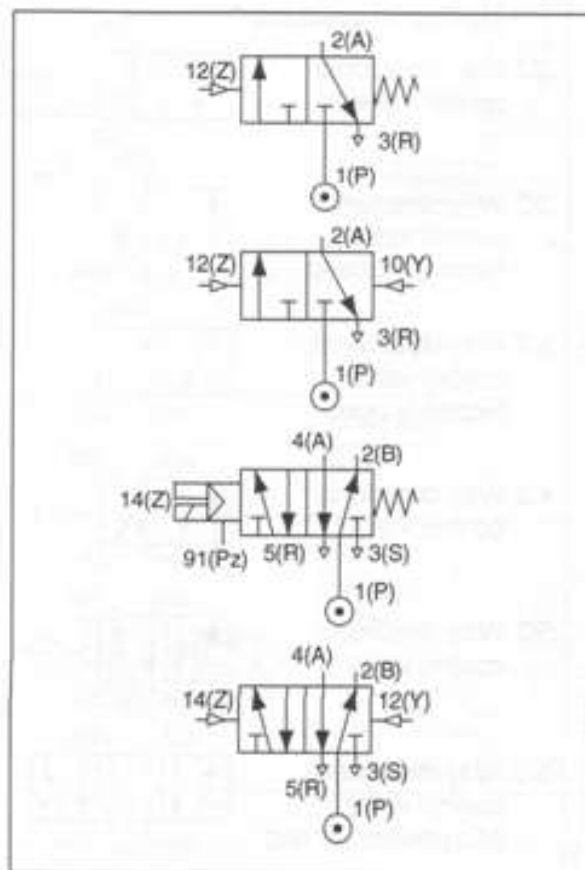 2(A)
12(Z)
3(R)
1(P)
2(A)
12(Z) 10(Y)
3(R)
1(P)
4(A)
2(B)
14(Z)
91(Pz) 5(R) 3(S)
1(P)
4(A)
2(B)
14(Z) 12(Y)
3(S)
5(R)
1(P)